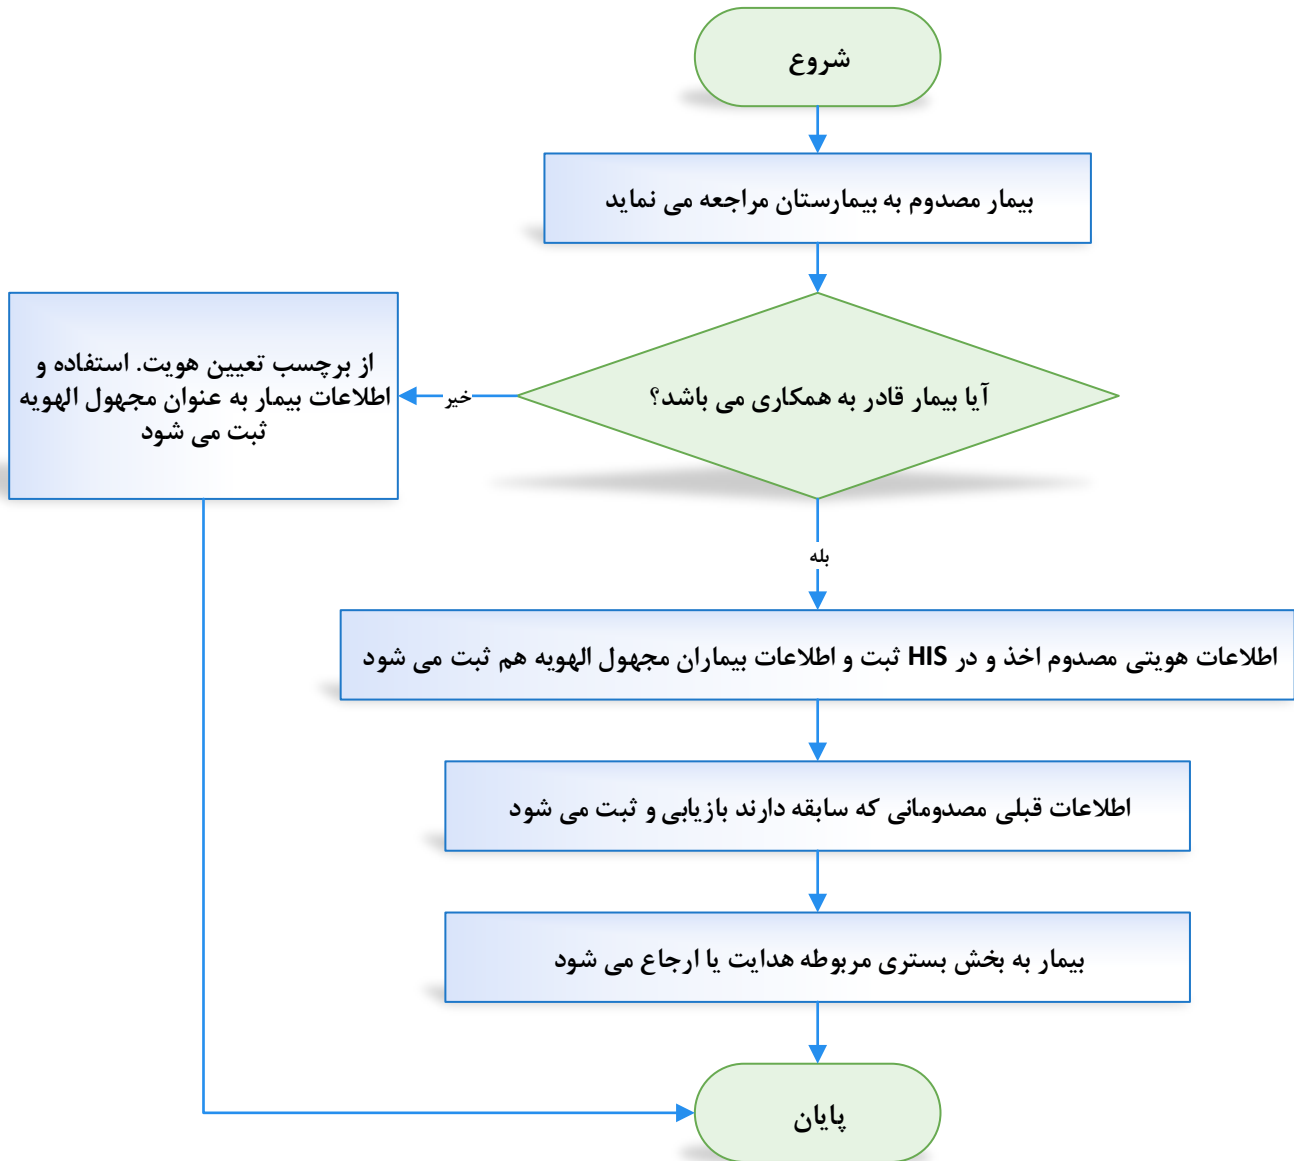 شروع
بیمار مصدوم به بیمارستان مراجعه می نماید
آیا بیمار قادر به همکاری می باشد؟
خیر
از برچسب تعیین هویت. استفاده و
اطلاعات بیمار به عنوان مجهول الهویه
ثبت می شود
بله
اطلاعات هویتی مصدوم اخذ و در HIS ثبت و اطلاعات بیماران مجهول الهویه هم ثبت می شود
اطلاعات قبلی مصدومانی که سابقه دارند بازیابی و ثبت می شود
بیمار به بخش بستری مربوطه هدایت یا ارجاع می شود
پایان